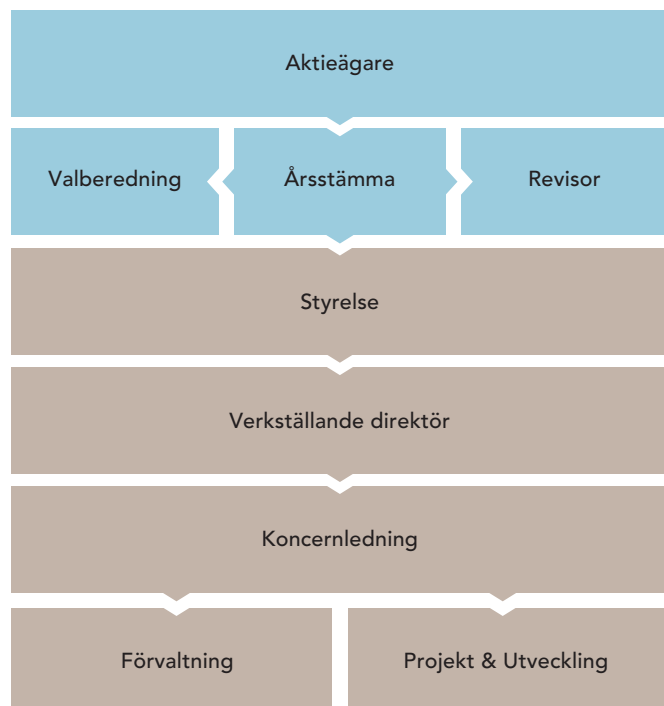 Aktieägare
Valberedning
Årsstämma
Revisor
Styrelse
Verkställande direktör
Koncernledning
Förvaltning
Projekt & Utveckling